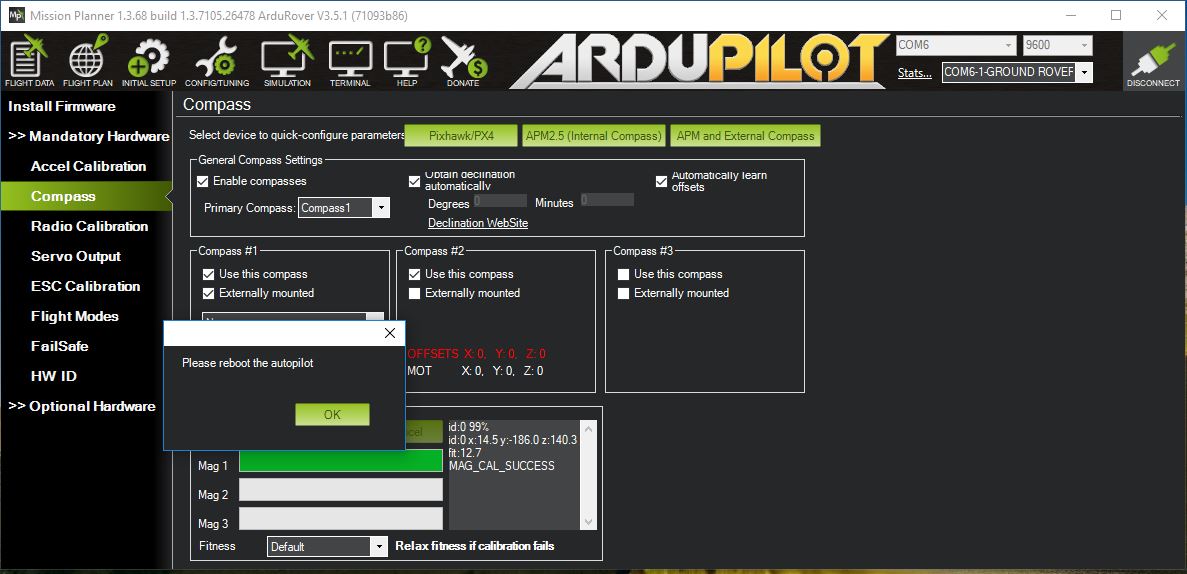 Mission Planner 1.3.68 build 1.3.7105.26478 ArduRover V3.5.1 (71093b86)
FLIGHT DATA FLIGHT PLAN INITIAL SETUP CONFIG/TUNING SIMULATION TERMINAL HELP DONATE
ARDUPILOT
COM6 9600
Stats... COM6-1-GROUND ROVER
DISCONNECT
Install Firmware
>> Mandatory Hardware
Accel Calibration
Compass
Radio Calibration
Servo Output
ESC Calibration
Flight Modes
FailSafe
HW ID
>> Optional Hardware
Compass
Select device to quick-configure parameters
Pixhawk/PX4 APM2.5 (Internal Compass) APM and External Compass
General Compass Settings
Enable compasses
Primary Compass: Compass1
Obtain declination
automatically
Degrees 0 Minutes 0
Declination WebSite
Automatically learn
offsets
Compass #1
Use this compass
Externally mounted
Compass #2
Use this compass
Externally mounted
OFFSETS X: 0, Y: 0, Z: 0
MOT X: 0, Y: 0, Z: 0
Compass #3
Use this compass
Externally mounted
Please reboot the autopilot
OK
id:0 99%
id:0 x:14.5 y:-186.0 z:140.3
fit:12.7
MAG_CAL_SUCCESS
Mag 1
Mag 2
Mag 3
Fitness Default Relax fitness if calibration fails